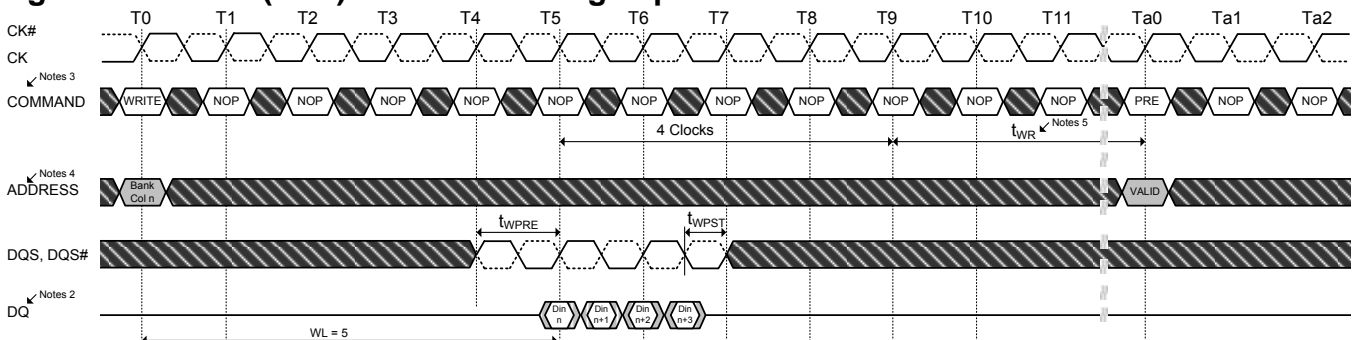 T0 T1 T2 T3 T4 T5 T6 T7 T8 T9 T10 T11 Ta0 Ta1 Ta2
CK#
CK
Notes 3
COMMAND WRITE NOP NOP NOP NOP NOP NOP NOP NOP NOP NOP NOP PRE NOP NOP
4 Clocks tWR Notes 5
Notes 4
ADDRESS Bank Col n VALID
tWPRE tWPST
DQS, DQS#
Notes 2
DQ Din n Din n+1 Din n+2 Din n+3
WL = 5